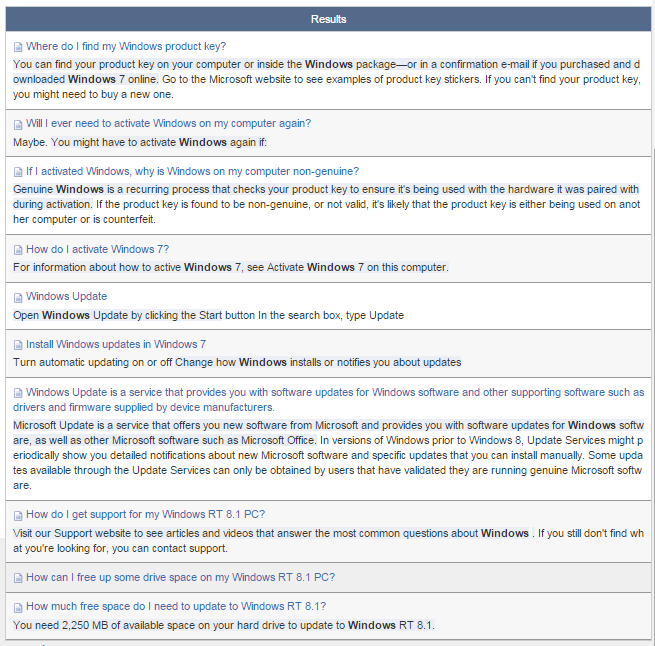 Results
Where do I find my Windows product key?
You can find your product key on your computer or inside the Windows package—or in a confirmation e-mail if you purchased and d
ownloaded Windows 7 online. Go to the Microsoft website to see examples of product key stickers. If you can't find your product key,
you might need to buy a new one.
Will I ever need to activate Windows on my computer again?
Maybe. You might have to activate Windows again if:
If I activated Windows, why is Windows on my computer non-genuine?
Genuine Windows is a recurring process that checks your product key to ensure it's being used with the hardware it was paired with
during activation. If the product key is found to be non-genuine, or not valid, it's likely that the product key is either being used on anot
her computer or is counterfeit.
How do I activate Windows 7?
For information about how to active Windows 7, see Activate Windows 7 on this computer.
Windows Update
Open Windows Update by clicking the Start button In the search box, type Update
Install Windows updates in Windows 7
Turn automatic updating on or off Change how Windows installs or notifies you about updates
Windows Update is a service that provides you with software updates for Windows software and other supporting software such as
drivers and firmware supplied by device manufacturers.
Microsoft Update is a service that offers you new software from Microsoft and provides you with software updates for Windows softw
are, as well as other Microsoft software such as Microsoft Office. In versions of Windows prior to Windows 8, Update Services might p
eriodically show you detailed notifications about new Microsoft software and specific updates that you can install manually. Some upda
tes available through the Update Services can only be obtained by users that have validated they are running genuine Microsoft softw
are.
How do I get support for my Windows RT 8.1 PC?
Visit our Support website to see articles and videos that answer the most common questions about Windows . If you still don't find wh
at you're looking for, you can contact support.
How can I free up some drive space on my Windows RT 8.1 PC?
How much free space do I need to update to Windows RT 8.1?
You need 2,250 MB of available space on your hard drive to update to Windows RT 8.1.